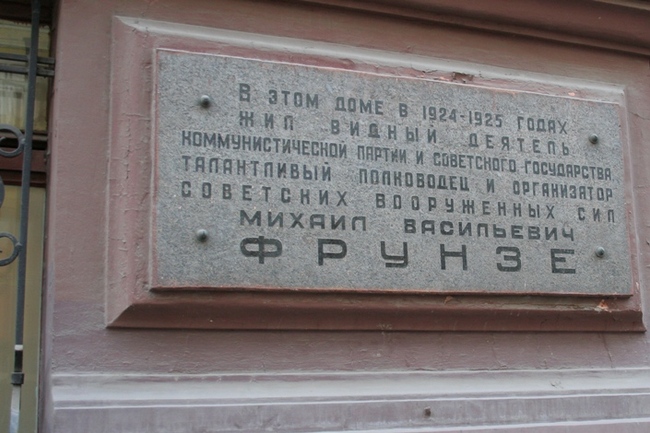 В ЭТОМ ДОМЕ В 1924-1925 ГОДАХ
ЖИЛ ВИДНЫЙ ДЕЯТЕЛЬ
КОММУНИСТИЧЕСКОЙ ПАРТИИ И СОВЕТСКОГО ГОСУДАРСТВА,
ТАЛАНТЛИВЫЙ ПОЛКОВОДЕЦ И ОРГАНИЗАТОР
СОВЕТСКИХ ВООРУЖЕННЫХ СИЛ
МИХАИЛ ВАСИЛЬЕВИЧ
ФРУНЗЕ